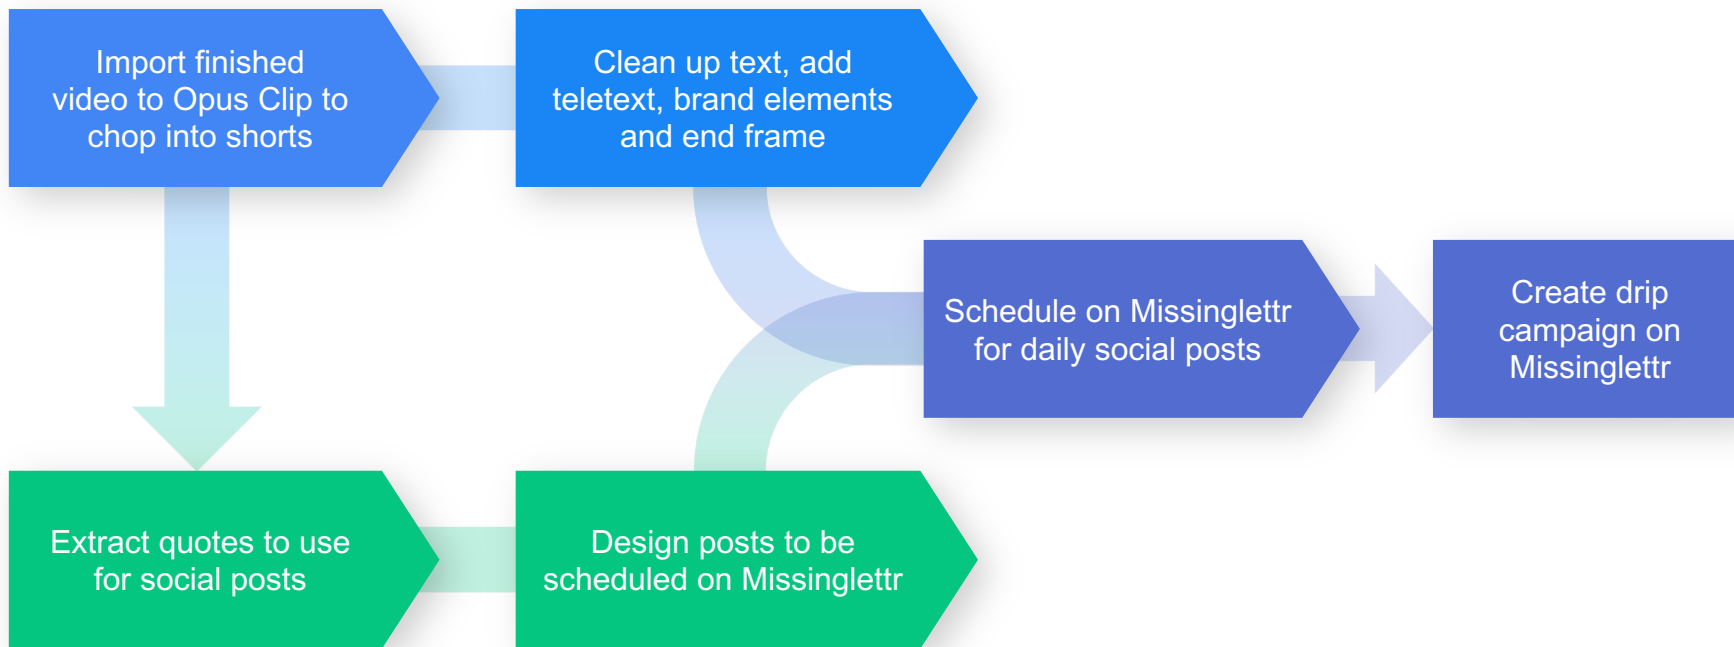 Import finished
video to Opus Clip to
chop into shorts
Clean up text, add
teletext, brand elements
and end frame
Schedule on Missinglettr
for daily social posts
Create drip
campaign on
Missinglettr
Extract quotes to use
for social posts
Design posts to be
scheduled on Missinglettr